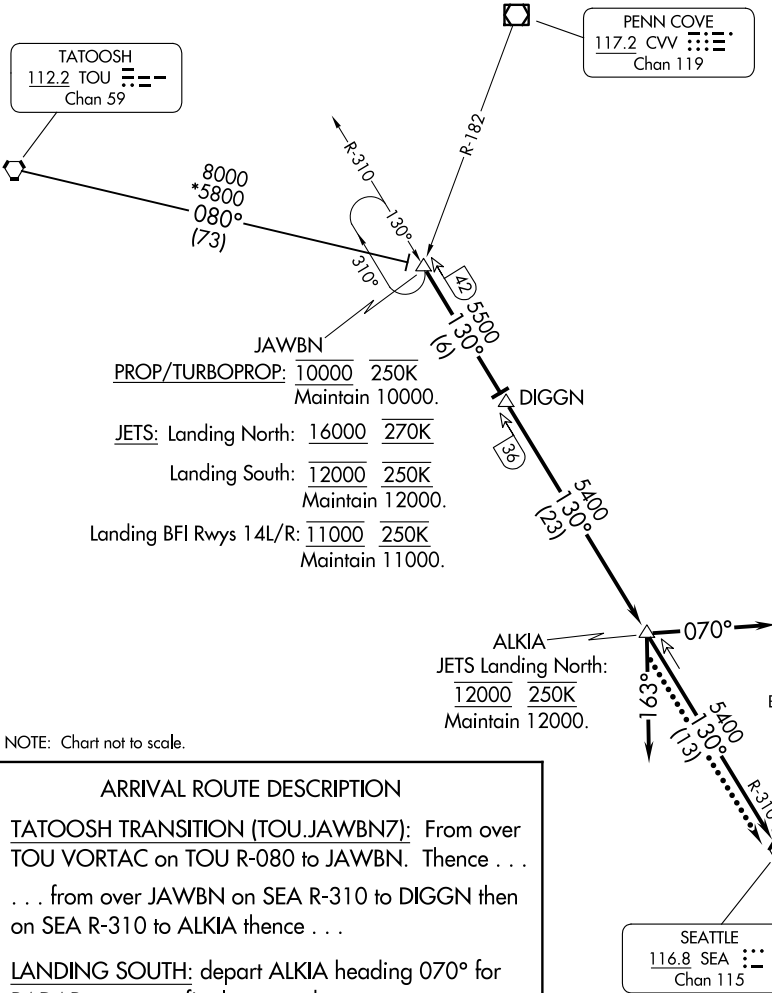 PENN COVE
117.2 CVV
Chan 119
TATOOSH
112.2 TOU
Chan 59
R-182
R-310
130°
310°
8000
*5800
080°
(73)
42
5500
130°
(6)
JAWBN
PROP/TURBOPROP: 10000 250K
Maintain 10000.
JETS: Landing North: 16000 270K
Landing South: 12000 250K
Maintain 12000.
Landing BFI Rwys 14L/R: 11000 250K
Maintain 11000.
DIGGN
36
5400
130°
(23)
ALKIA
JETS Landing North:
12000 250K
Maintain 12000.
070°
163°
5400
130°
(13)
R-310
NOTE: Chart not to scale.
ARRIVAL ROUTE DESCRIPTION
TATOOSH TRANSITION (TOU.JAWBN7): From over
TOU VORTAC on TOU R-080 to JAWBN. Thence . . .
. . . from over JAWBN on SEA R-310 to DIGGN then
on SEA R-310 to ALKIA thence . . .
LANDING SOUTH: depart ALKIA heading 070° for
SEATTLE
116.8 SEA
Chan 115